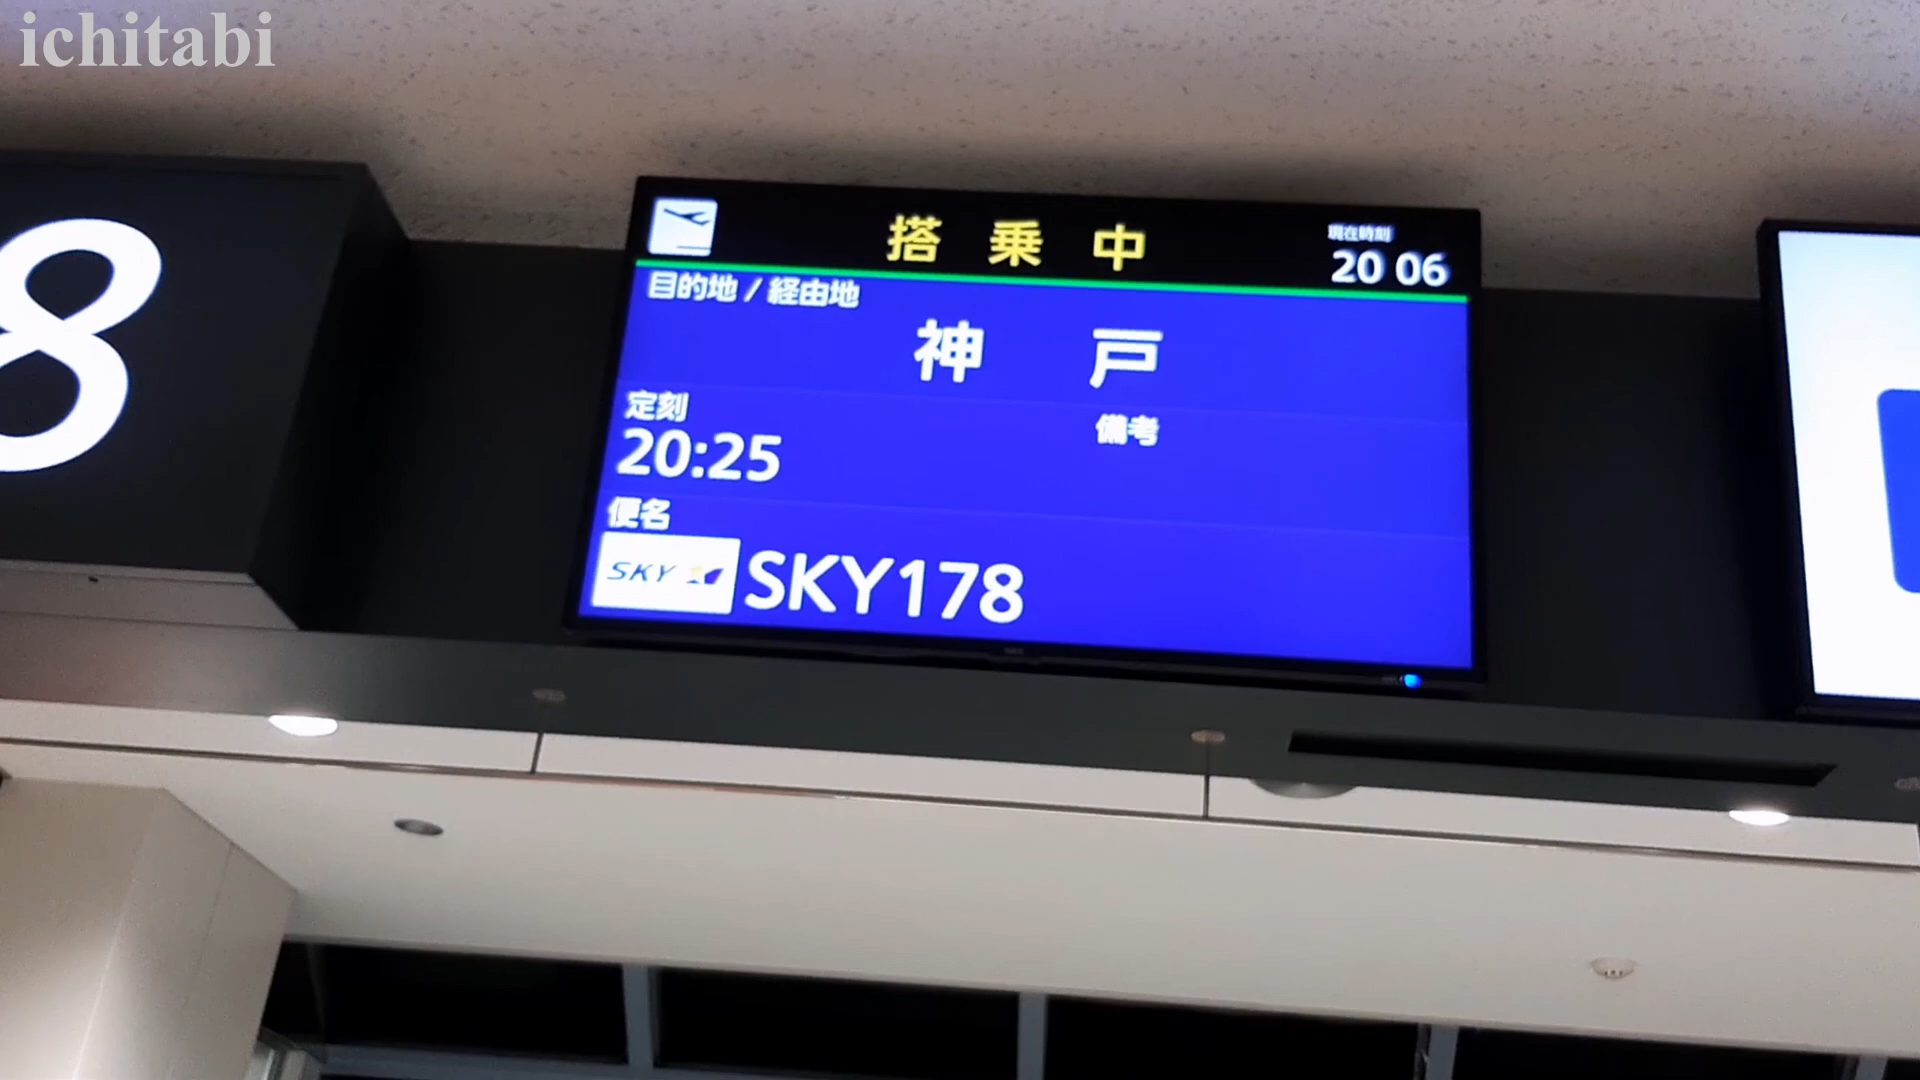 ichitabi
8
搭乗中
現在時刻
20 06
目的地 / 経由地
神戸
定刻
20:25
備考
便名
SKY SKY178